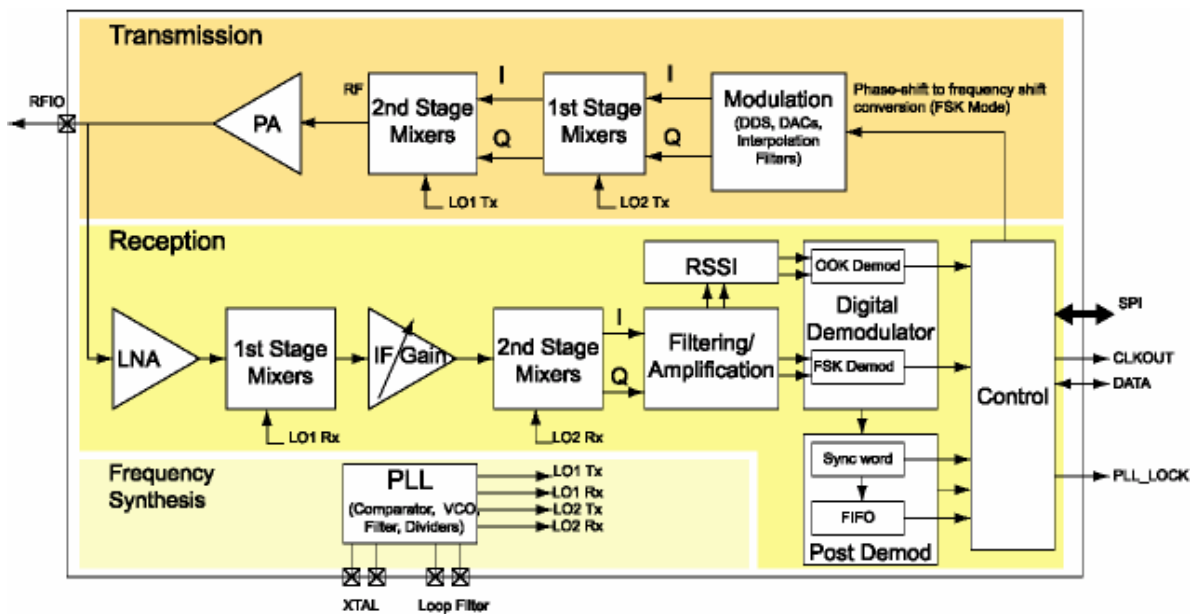 Transmission
RFIO
PA
RF
2nd Stage
Mixers
I
Q
1st Stage
Mixers
I
Q
Modulation
(DDS, DACs,
Interpolation
Filters)
Phase-shift to frequency shift
conversion (FSK Mode)
LO1 Tx
LO2 Tx
Reception
LNA
1st Stage
Mixers
LO1 Rx
IF Gain
2nd Stage
Mixers
LO2 Rx
I
Q
RSSI
Filtering/
Amplification
OOK Demod
Digital
Demodulator
FSK Demod
Sync word
FIFO
Post Demod
Control
SPI
CLKOUT
DATA
PLL_LOCK
Frequency
Synthesis
PLL
(Comparator, VCO,
Filter, Dividers)
LO1 Tx
LO1 Rx
LO2 Tx
LO2 Rx
XTAL
Loop Filter